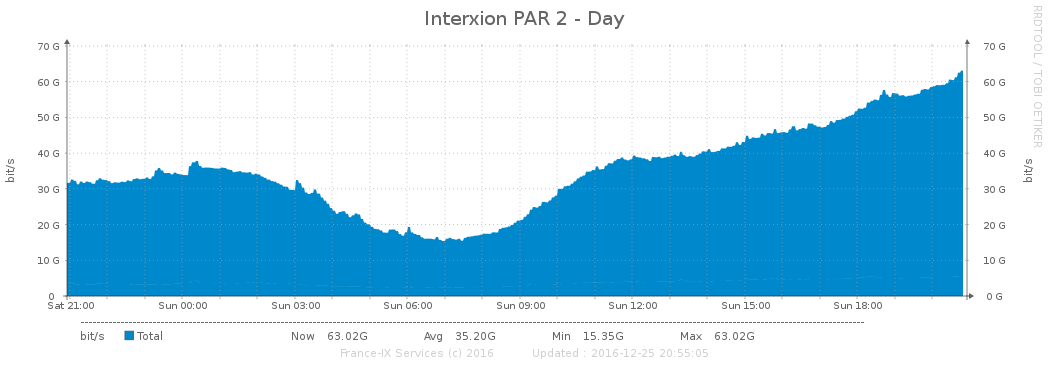 Interxion PAR 2 - Day
RRDTOOL / TOBI OETIKER
bit/s
70 G 70 G
60 G 60 G
50 G 50 G
40 G 40 G
30 G 30 G
20 G 20 G
10 G 10 G
0 0 G
bit/s
Sat 21:00 Sun 00:00 Sun 03:00 Sun 06:00 Sun 09:00 Sun 12:00 Sun 15:00 Sun 18:00
bit/s Total Now 63.02G Avg 35.20G Min 15.35G Max 63.02G
France-IX Services (c) 2016 Updated : 2016-12-25 20:55:05